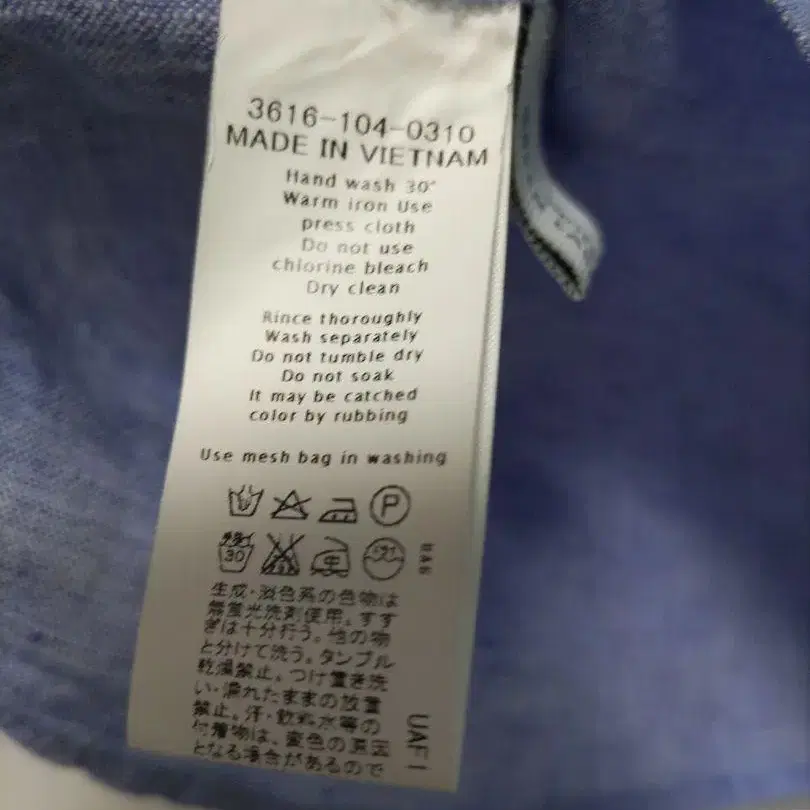 3616-104-0310
MADE IN VIETNAM
Hand wash 30°
Warm iron Use
press cloth
Do not use
chlorine bleach
Dry clean
Rince thoroughly
Wash separately
Do not tumble dry
Do not soak
It may be catched
color by rubbing
Use mesh bag in washing
P
30
生成・淡色系の色物は
無蛍光洗剤使用。すす
ぎは十分行う。他の物
と分けて洗う。タンブル
乾燥禁止。つけ置き洗
い・濡れたままの放置
禁止。汗・飲料水等の
付着物は、変色の原因
となる場合があるので
UAF I